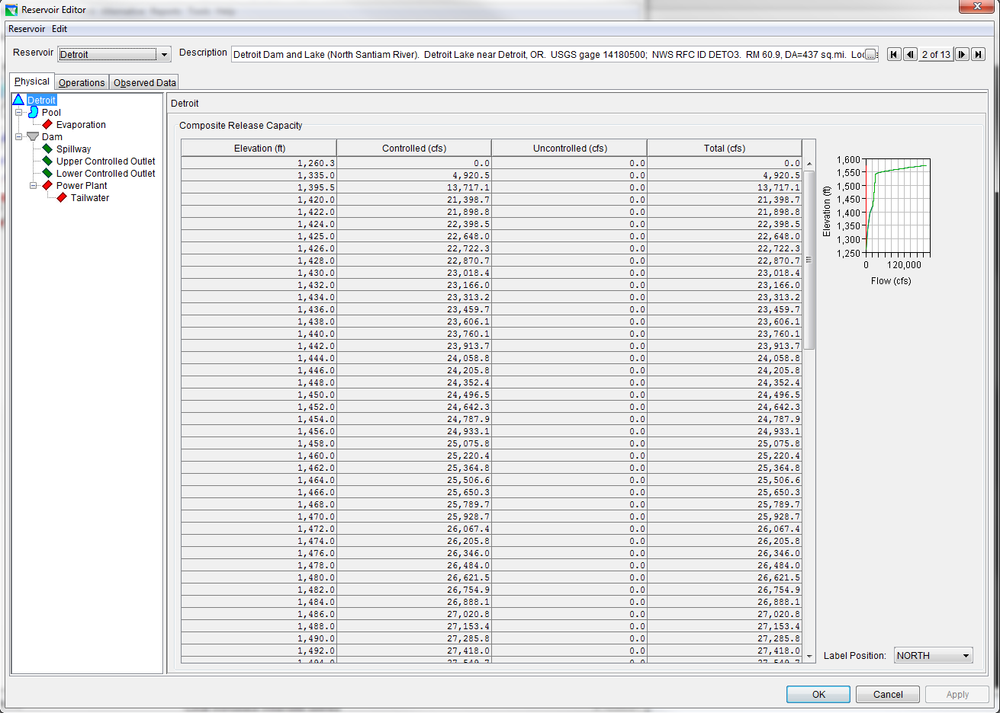 Reservoir Editor
Reservoir Edit
Reservoir Detroit Description Detroit Dam and Lake (North Santiam River). Detroit Lake near Detroit, OR. USGS gage 14180500; NWS RFC ID DETO3. RM 60.9, DA=437 sq.mi. ... 2 of 13
Physical Operations Observed Data
Detroit
Pool
Evaporation
Dam
Spillway
Upper Controlled Outlet
Lower Controlled Outlet
Power Plant
Tailwater
Detroit
Composite Release Capacity
Elevation (ft) Controlled (cfs) Uncontrolled (cfs) Total (cfs)
1,260.3 0.0 0.0 0.0
1,335.0 4,920.5 0.0 4,920.5
1,395.5 13,717.1 0.0 13,717.1
1,420.0 21,398.7 0.0 21,398.7
1,422.0 21,898.8 0.0 21,898.8
1,424.0 22,398.5 0.0 22,398.5
1,425.0 22,648.0 0.0 22,648.0
1,426.0 22,722.3 0.0 22,722.3
1,428.0 22,870.7 0.0 22,870.7
1,430.0 23,018.4 0.0 23,018.4
1,432.0 23,166.0 0.0 23,166.0
1,434.0 23,313.2 0.0 23,313.2
1,436.0 23,459.7 0.0 23,459.7
1,438.0 23,606.1 0.0 23,606.1
1,440.0 23,760.1 0.0 23,760.1
1,442.0 23,913.7 0.0 23,913.7
1,444.0 24,058.8 0.0 24,058.8
1,446.0 24,205.8 0.0 24,205.8
1,448.0 24,352.4 0.0 24,352.4
1,450.0 24,496.5 0.0 24,496.5
1,452.0 24,642.3 0.0 24,642.3
1,454.0 24,787.9 0.0 24,787.9
1,456.0 24,933.1 0.0 24,933.1
1,458.0 25,075.8 0.0 25,075.8
1,460.0 25,220.4 0.0 25,220.4
1,462.0 25,364.8 0.0 25,364.8
1,464.0 25,506.6 0.0 25,506.6
1,466.0 25,650.3 0.0 25,650.3
1,468.0 25,789.7 0.0 25,789.7
1,470.0 25,928.7 0.0 25,928.7
1,472.0 26,067.4 0.0 26,067.4
1,474.0 26,205.8 0.0 26,205.8
1,476.0 26,346.0 0.0 26,346.0
1,478.0 26,484.0 0.0 26,484.0
1,480.0 26,621.5 0.0 26,621.5
1,482.0 26,754.9 0.0 26,754.9
1,484.0 26,888.1 0.0 26,888.1
1,486.0 27,020.8 0.0 27,020.8
1,488.0 27,153.4 0.0 27,153.4
1,490.0 27,285.8 0.0 27,285.8
1,492.0 27,418.0 0.0 27,418.0
1,600
1,550
1,500
1,450
1,400
1,350
1,300
1,250
Elevation (ft)
0 120,000
Flow (cfs)
Label Position: NORTH
OK Cancel Apply